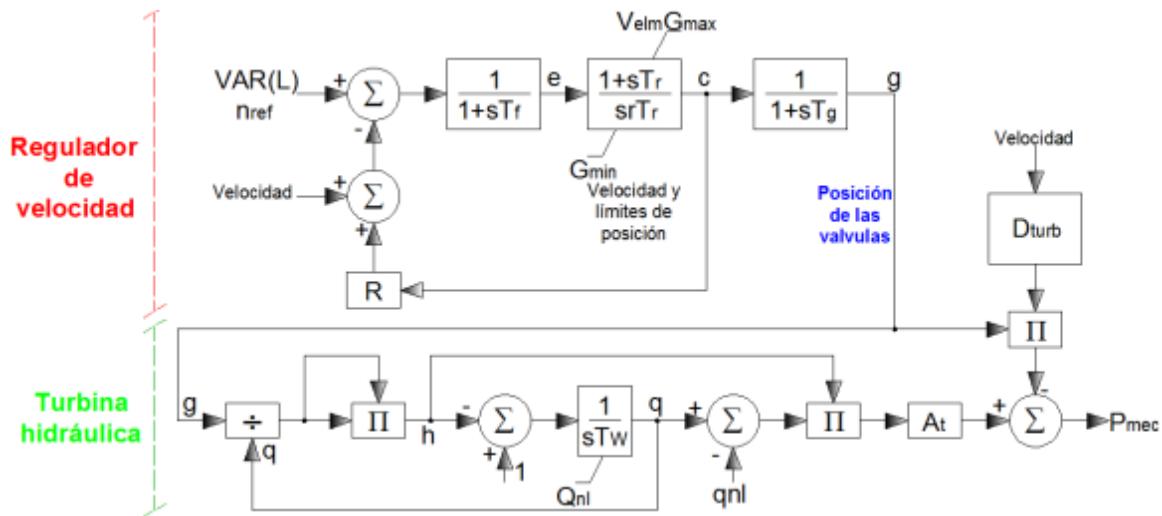 VelmGmax
VAR(L)
nref
+
Σ
-
1
1+sTf
e
1+sTr
srTr
c
1
1+sTg
g
Gmin
Velocidad y
límites de
posición
Regulador
de
velocidad
Velocidad
+
Σ
+
R
Posición
de las
valvulas
Velocidad
Dturb
Π
Turbina
hidráulica
g
÷
q
Π
h
-
Σ
+
1
1
sTW
Qnl
q
+
Σ
-
qnl
Π
At
+
-
Σ
Pmec